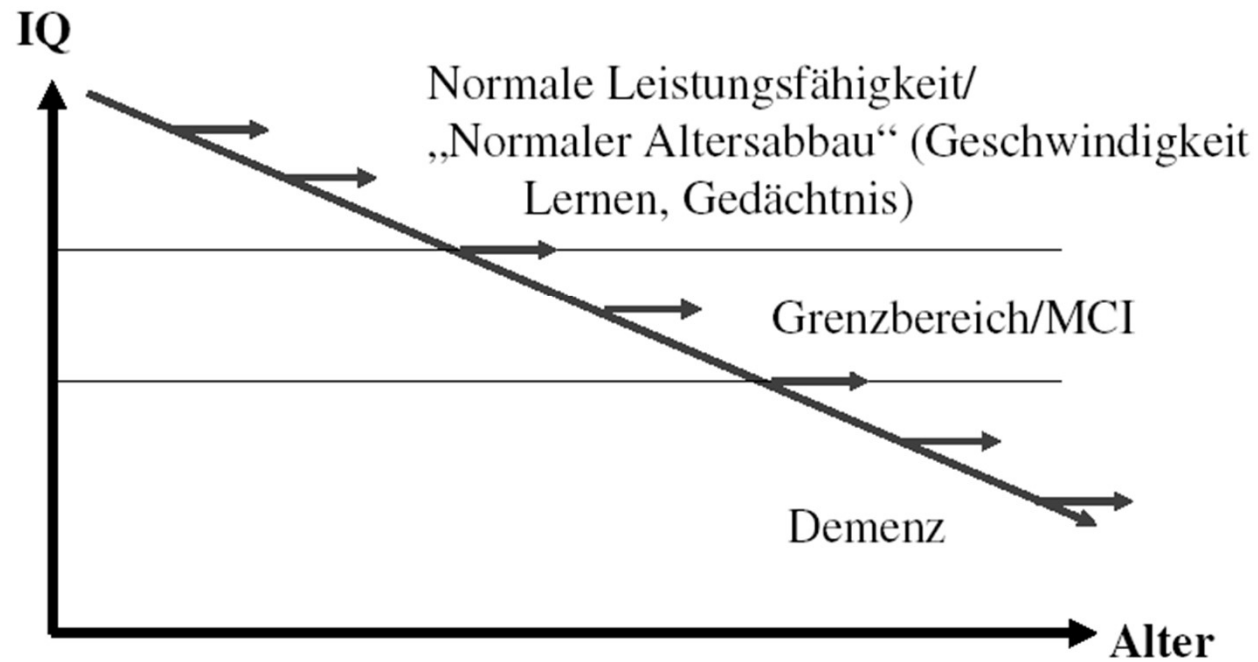 IQ
Normale Leistungsfähigkeit/
„Normaler Altersabbau“ (Geschwindigkeit
Lernen, Gedächtnis)
Grenzbereich/MCI
Demenz
Alter